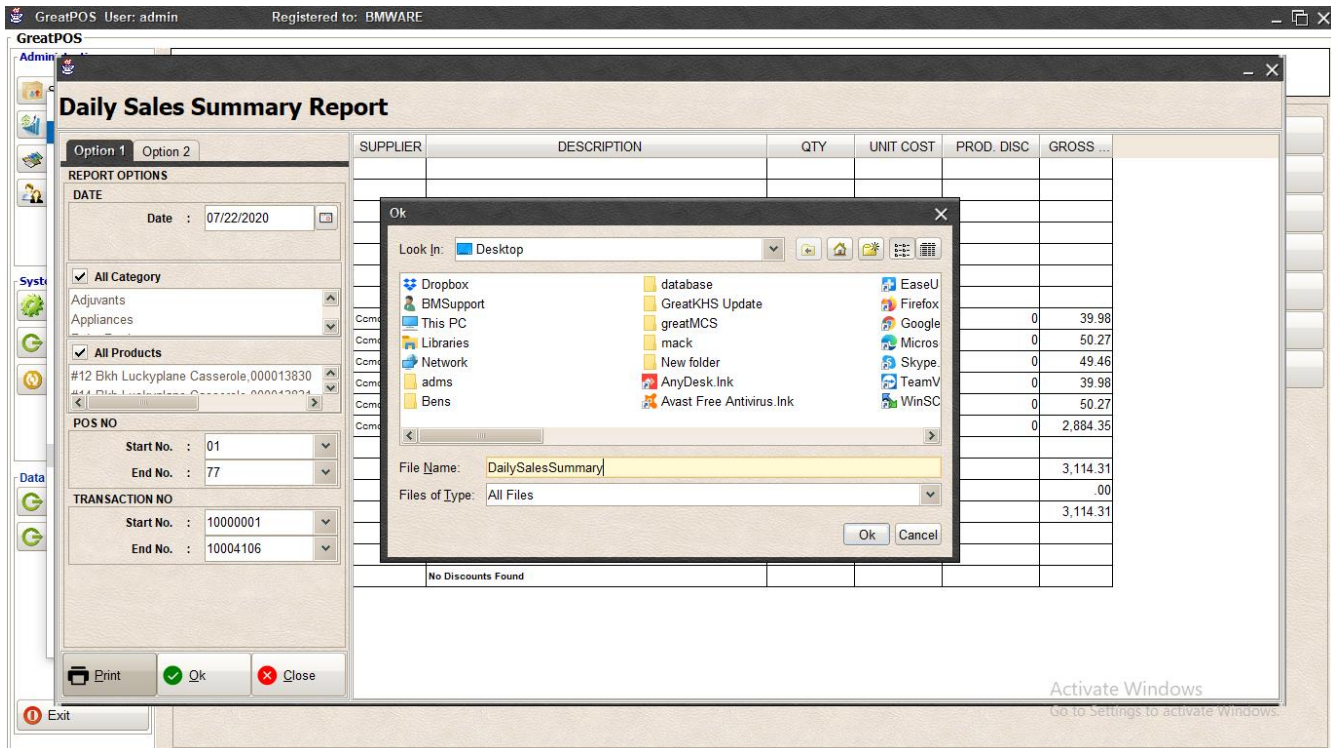 GreatPOS User: admin Registered to: BMWARE
GreatPOS
Daily Sales Summary Report
Option 1 Option 2
REPORT OPTIONS
DATE
Date : 07/22/2020
All Category
Adjuvants
Appliances
All Products
#12 Bkh Luckyplane Casserole,000013830
POS NO
Start No. : 01
End No. : 77
TRANSACTION NO
Start No. : 10000001
End No. : 10004106
Print Ok Close
Exit
SUPPLIER DESCRIPTION QTY UNIT COST PROD. DISC GROSS ...
0 39.98
0 50.27
0 49.46
0 39.98
0 50.27
0 2,884.35
3,114.31
.00
3,114.31
No Discounts Found
Ok
Look In: Desktop
Dropbox database EaseU
BMSupport GreatKHS Update Firefox
This PC greatMCS Google
Libraries mack Micros
Network New folder Skype.
adms AnyDesk.lnk TeamV
Bens Avast Free Antivirus.lnk WinSC
File Name: DailySalesSummary
Files of Type: All Files
Ok Cancel
Activate Windows
Go to Settings to activate Windows.